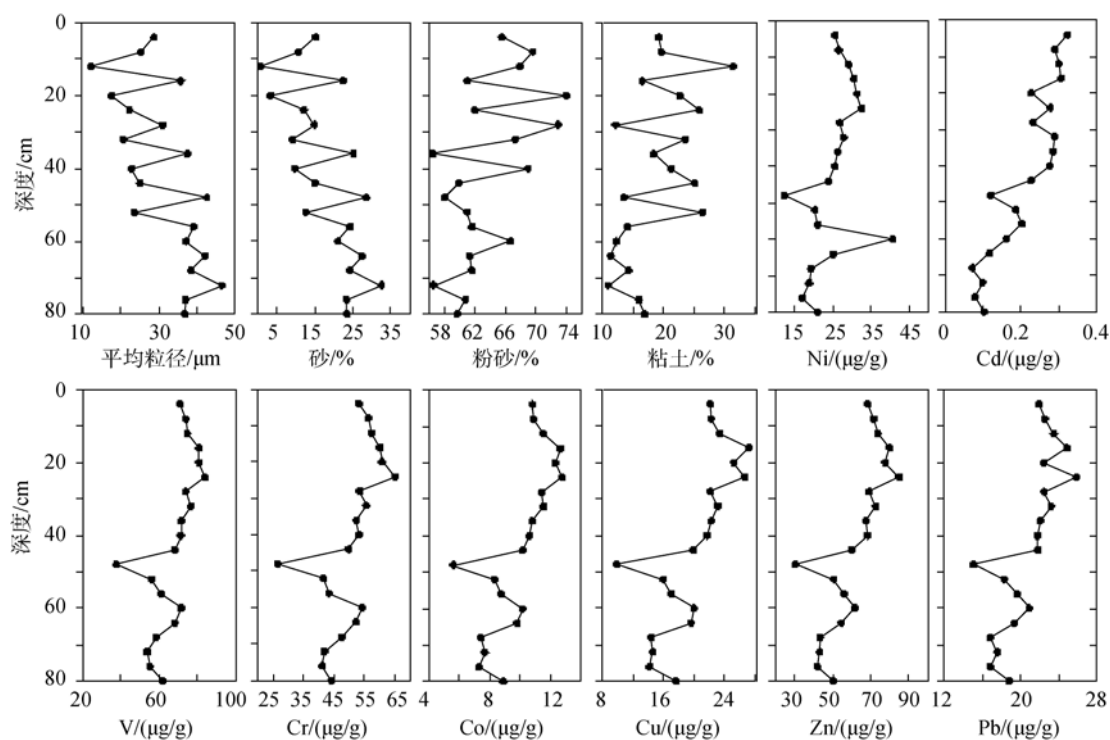 0
20
40
60
80
深度/cm
10 30 50
平均粒径/μm
5 15 25 35
砂/%
58 62 66 70 74
粉砂/%
10 20 30
粘土/%
15 25 35 45
Ni/(μg/g)
0 0.2 0.4
Cd/(μg/g)
0
20
40
60
80
深度/cm
20 60 100
V/(μg/g)
25 35 45 55 65
Cr/(μg/g)
4 8 12
Co/(μg/g)
8 16 24
Cu/(μg/g)
30 50 70 90
Zn/(μg/g)
12 20 28
Pb/(μg/g)